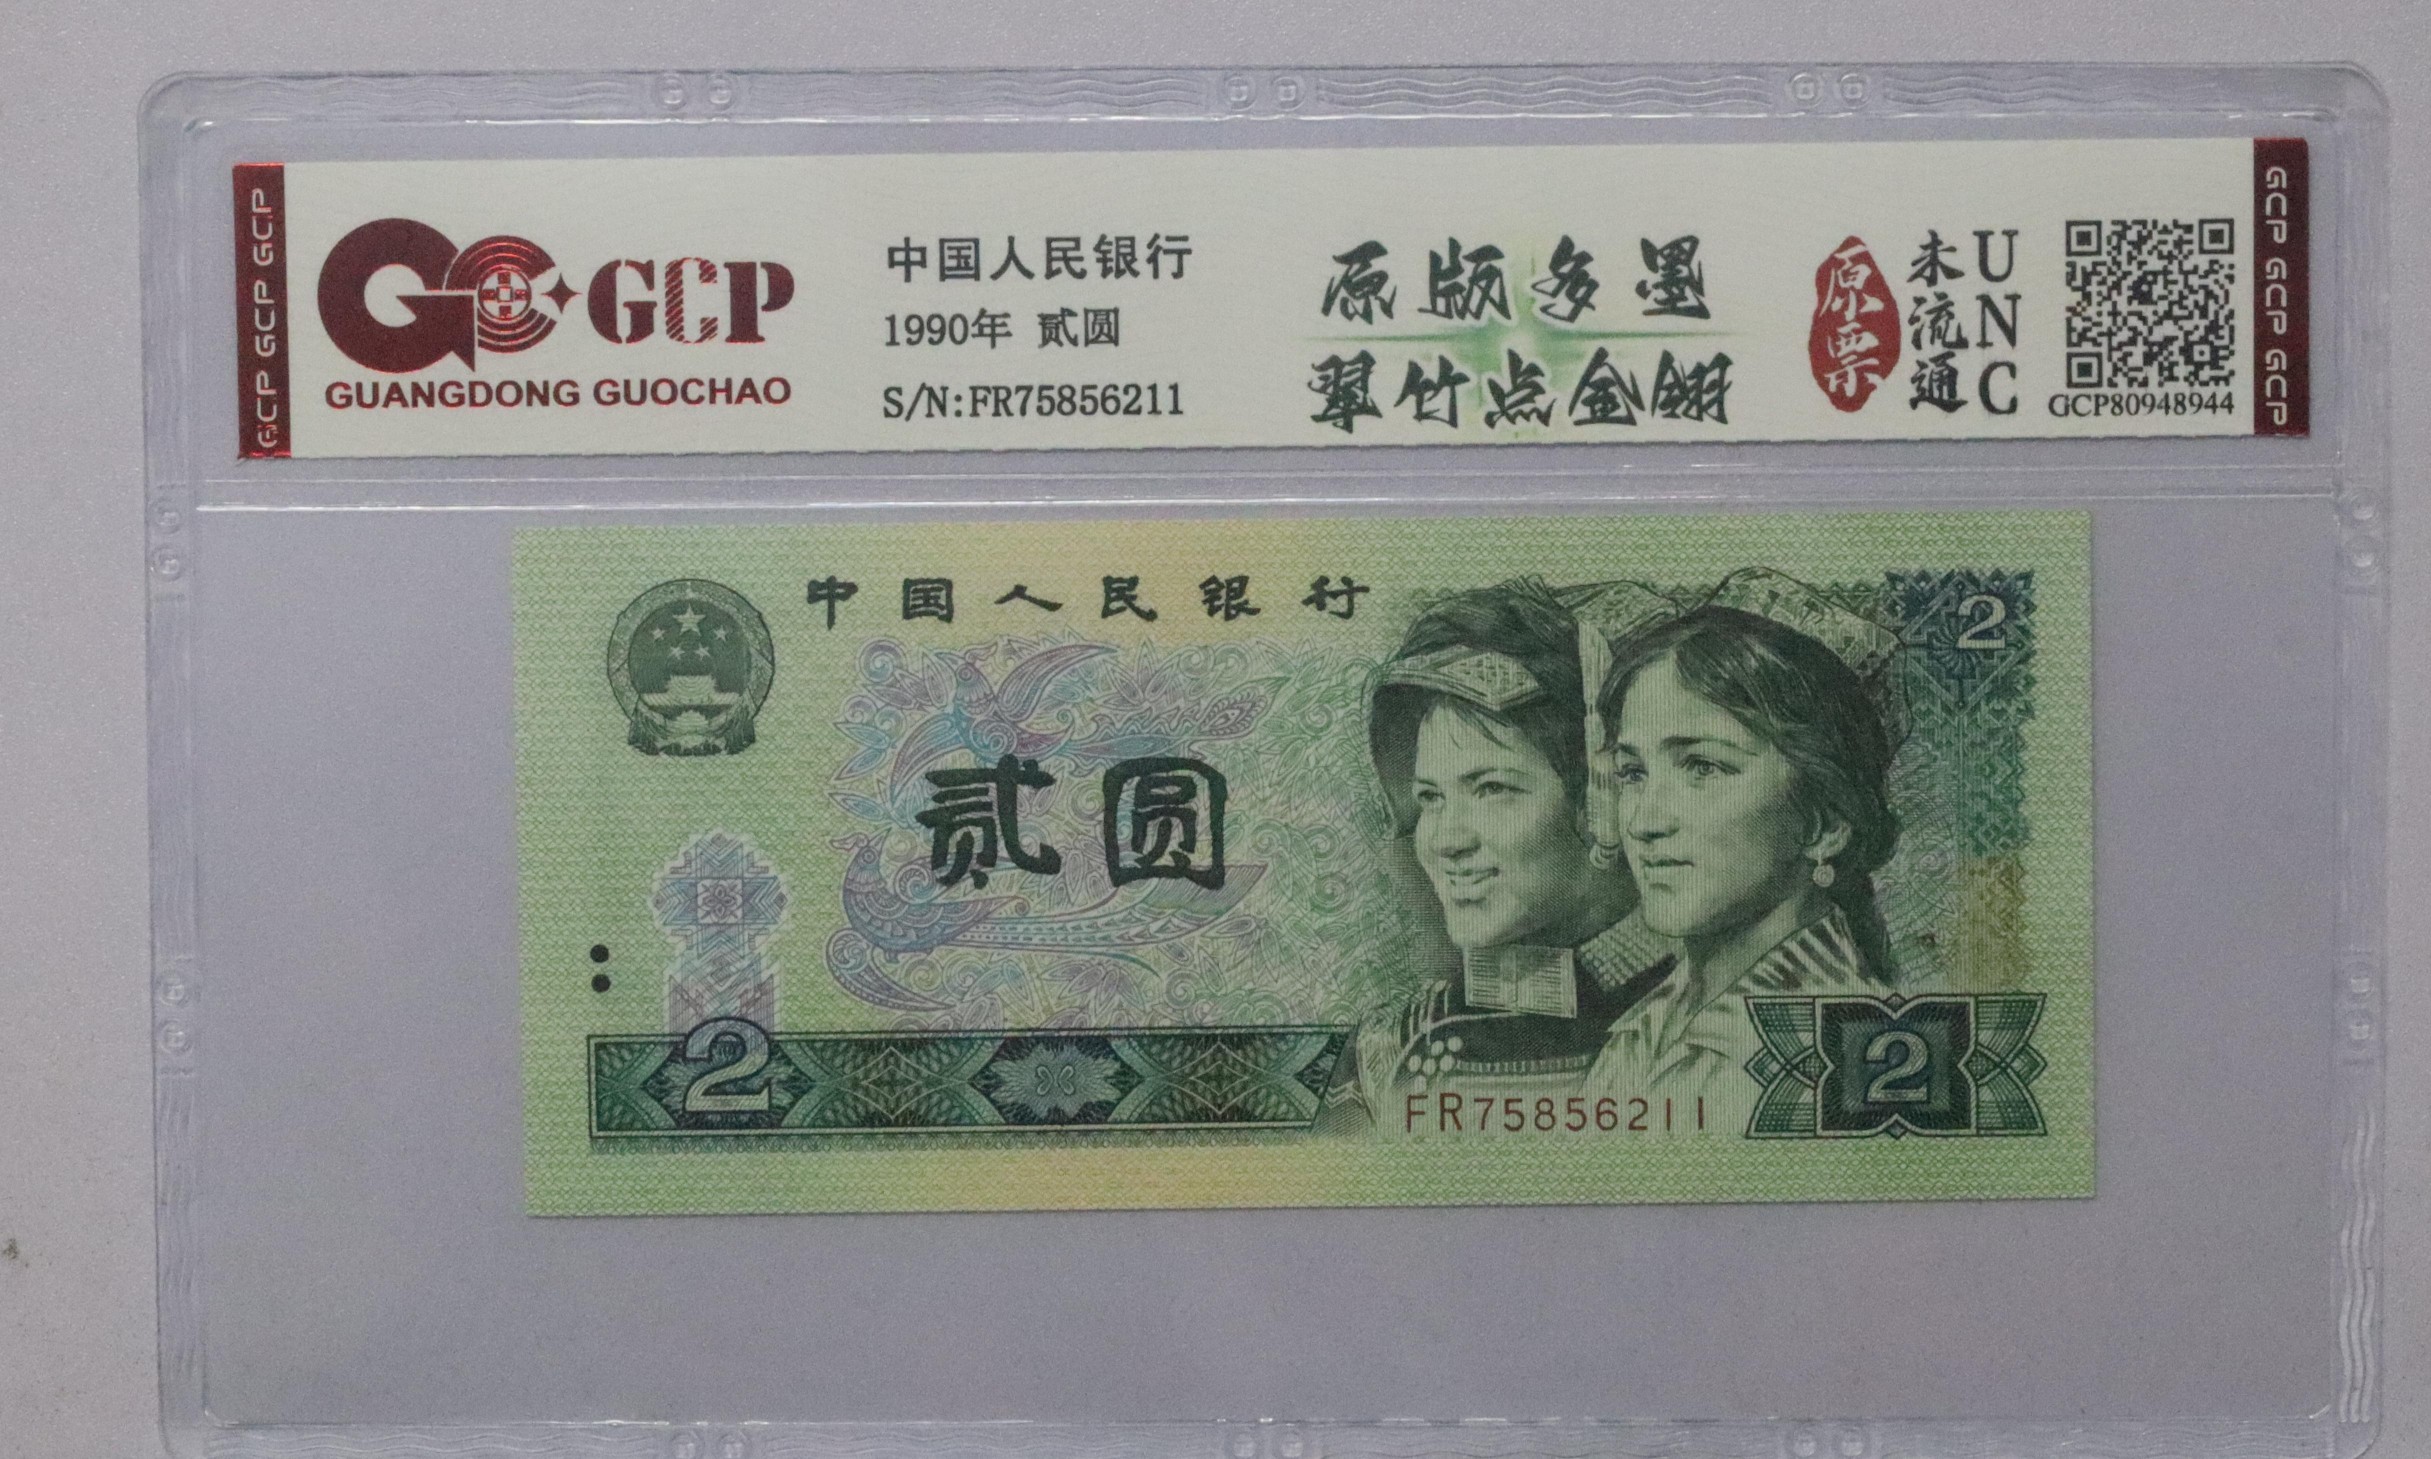 GCP GCP GCP
GCP
GUANGDONG GUOCHAO
中国人民银行
1990年 贰圆
S/N:FR75856211
原版多墨
翠竹点金翎
原票
未流通
UNC
GCP80948944
GCP GCP GCP
中国人民银行
2
贰圆
2
FR75856211
2